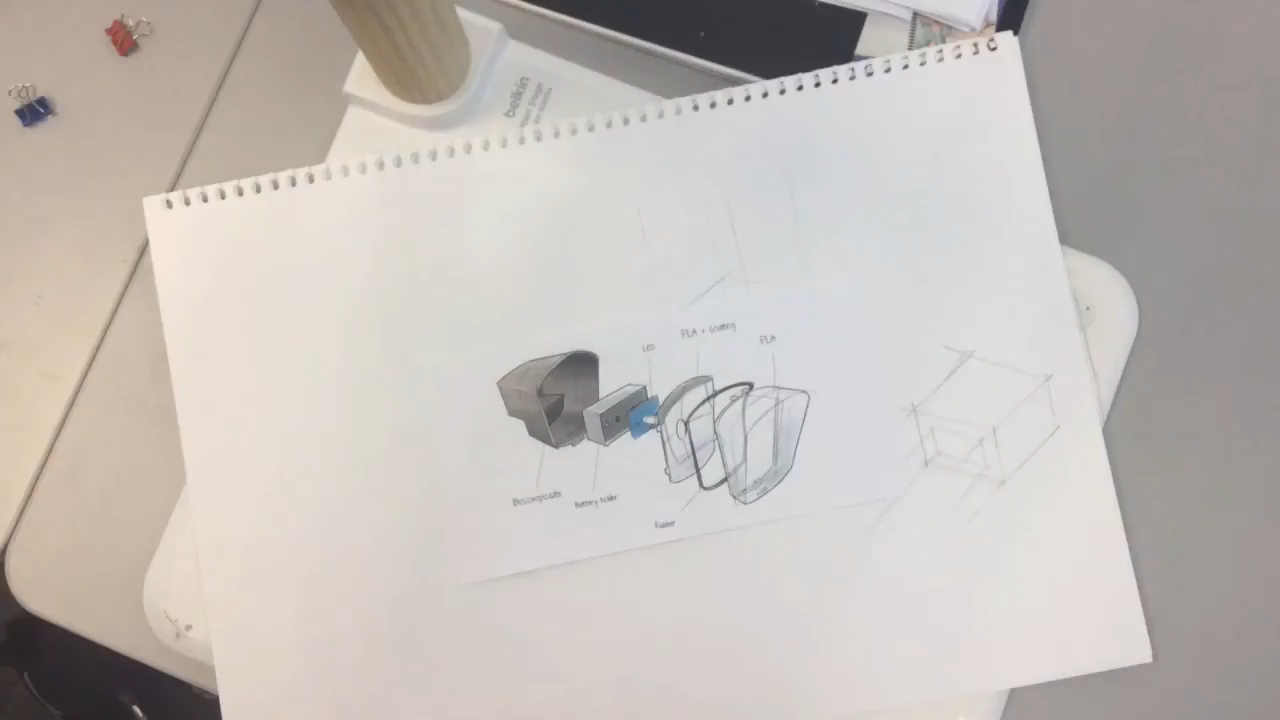 belkin
PLA + coating
LED
PLA
Biocomposite
Battery holder
Rubber